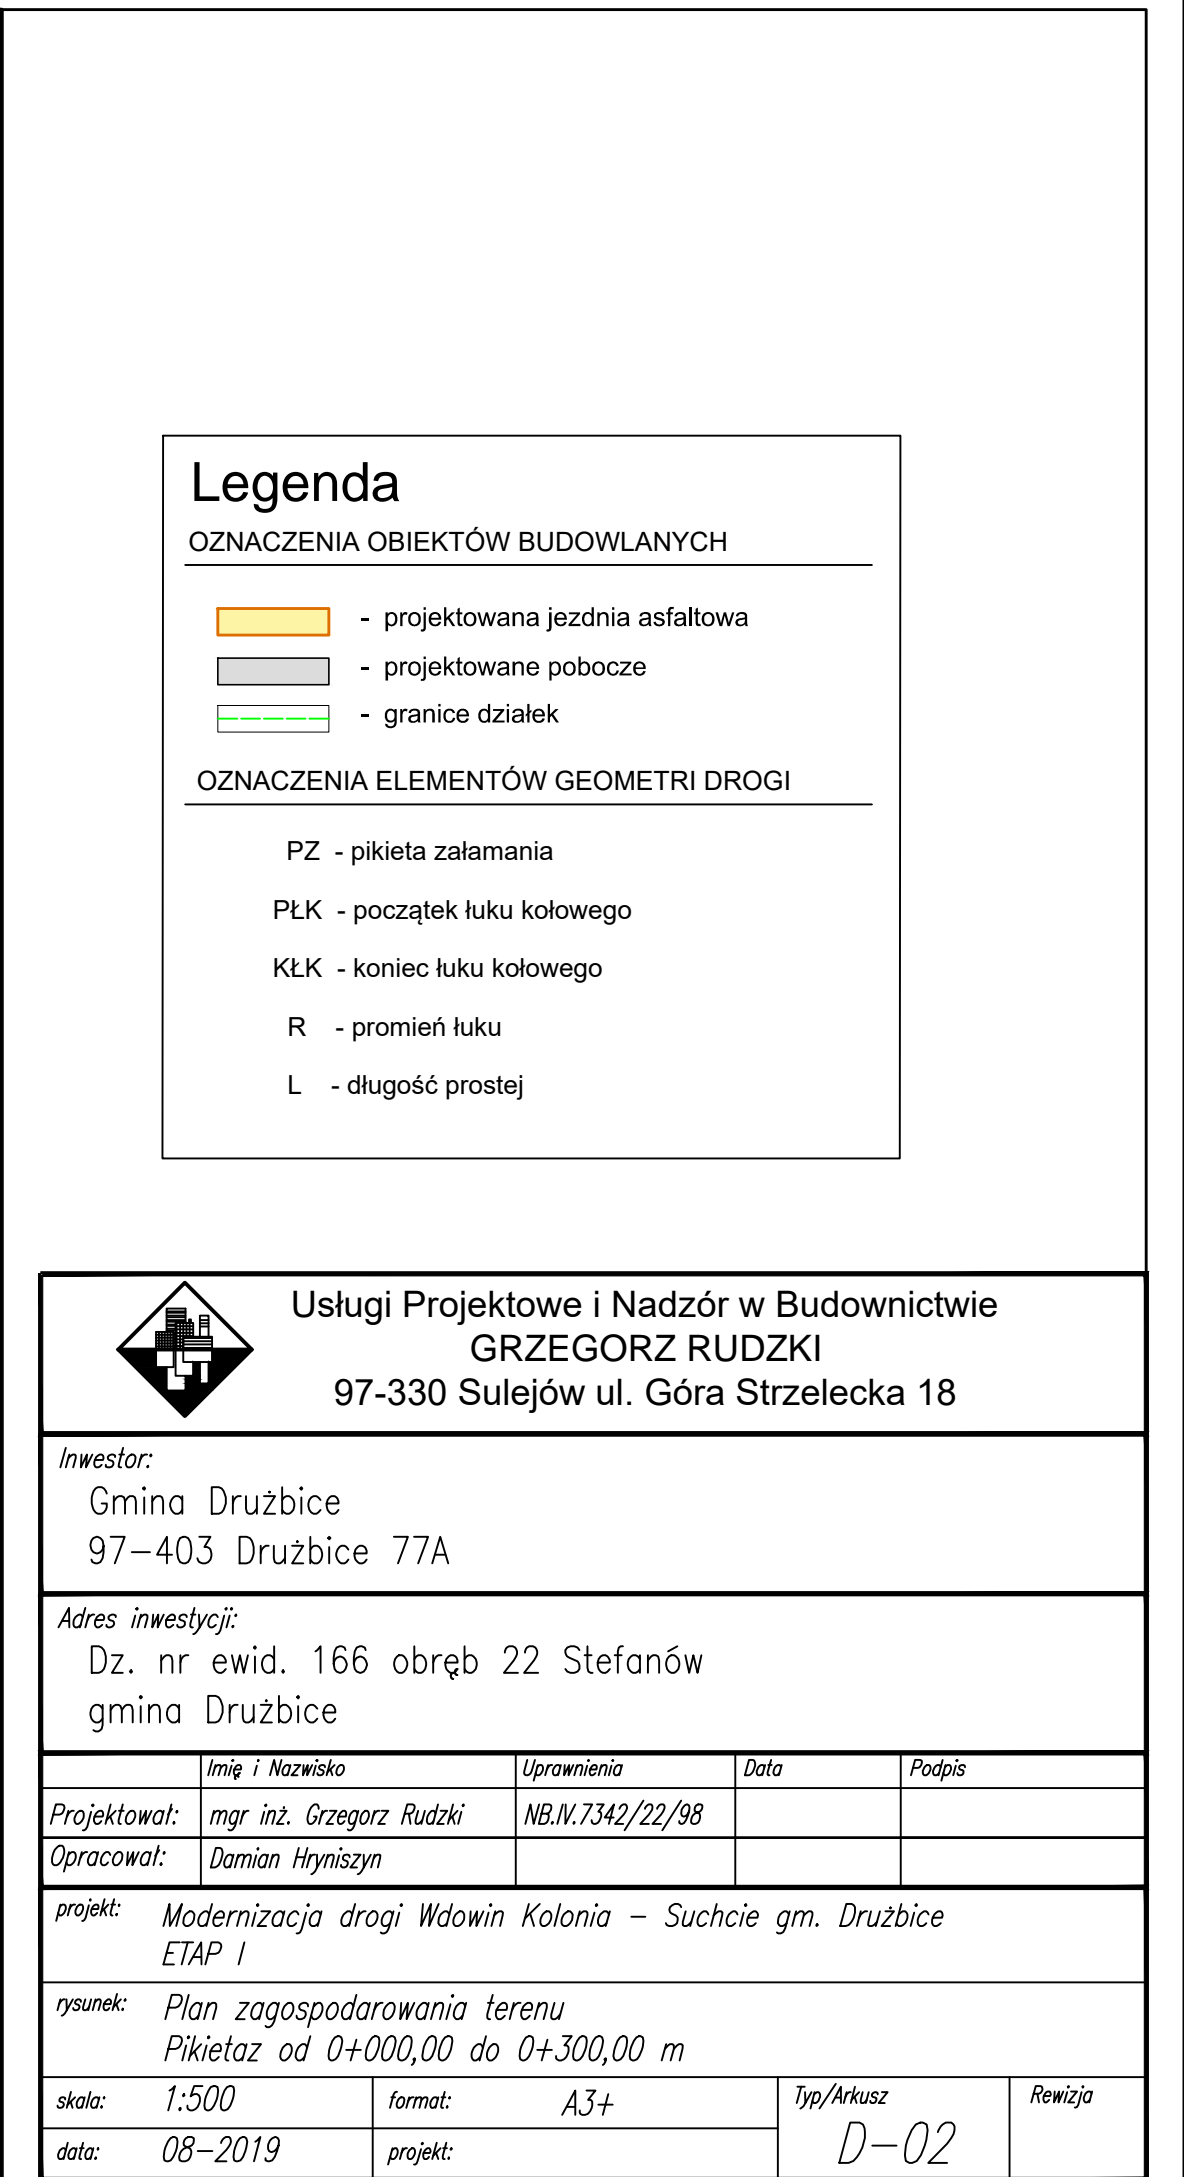 Legenda
OZNACZENIA OBIEKTÓW BUDOWLANYCH
- projektowana jezdnia asfaltowa
- projektowane pobocze
- granice działek
OZNACZENIA ELEMENTÓW GEOMETRI DROGI
PZ - pikieta załamania
PŁK - początek łuku kołowego
KŁK - koniec łuku kołowego
R - promień łuku
L - długość prostej
Usługi Projektowe i Nadzór w Budownictwie
GRZEGORZ RUDZKI
97-330 Sulejów ul. Góra Strzelecka 18
Inwestor:
Gmina Drużbice
97-403 Drużbice 77A
Adres inwestycji:
Dz. nr ewid. 166 obręb 22 Stefanów
gmina Drużbice
Imię i Nazwisko Uprawnienia Data Podpis
Projektował: mgr inż. Grzegorz Rudzki NB.IV.7342/22/98
Opracował: Damian Hryniszyn
projekt: Modernizacja drogi Wdowin Kolonia - Suchcie gm. Drużbice
ETAP I
rysunek: Plan zagospodarowania terenu
Pikietaz od 0+000,00 do 0+300,00 m
skala: 1:500 format: A3+ Typ/Arkusz Rewizja
data: 08-2019 projekt: D-02